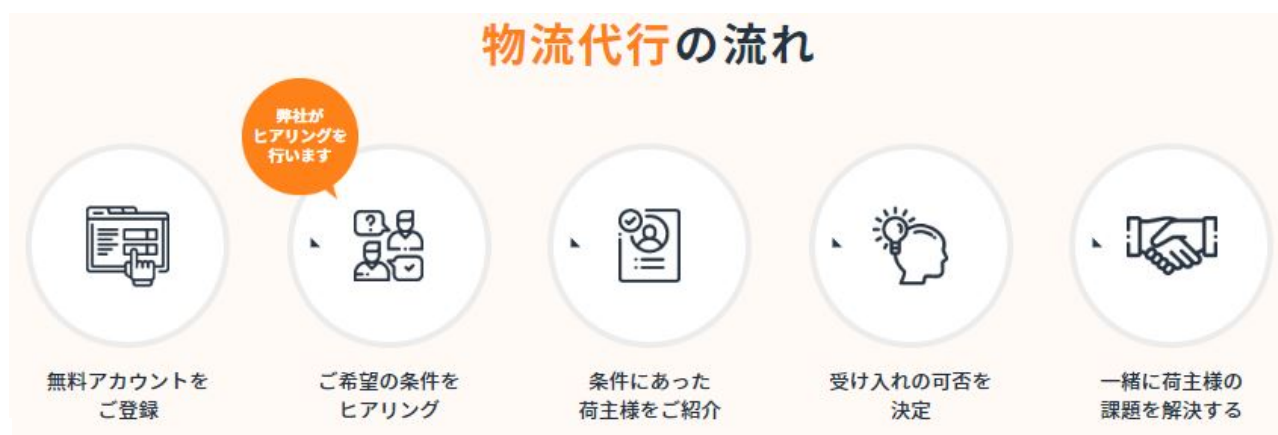 物流代行の流れ
弊社が
ヒアリングを
行います
無料アカウントを
ご登録
ご希望の条件を
ヒアリング
条件にあった
荷主様をご紹介
受け入れの可否を
決定
一緒に荷主様の
課題を解決する